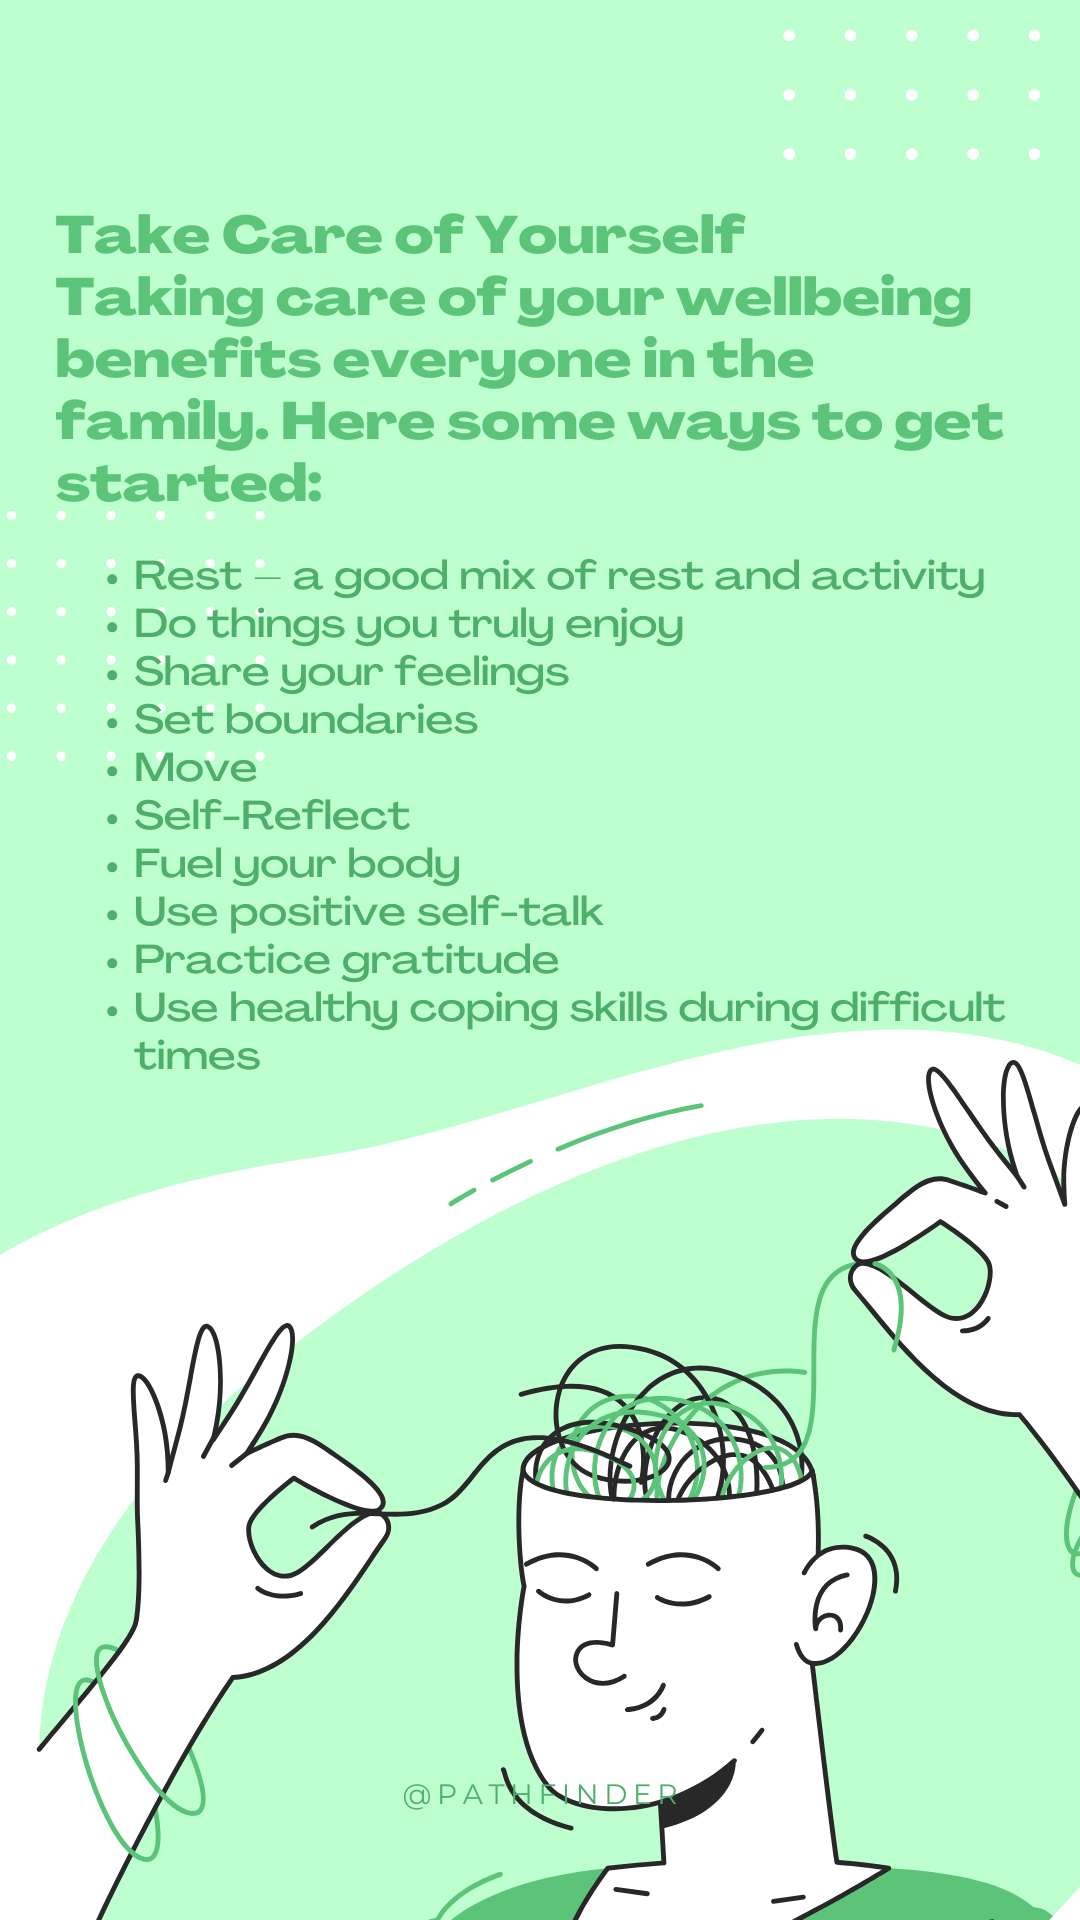 Take Care of Yourself
Taking care of your wellbeing
benefits everyone in the
family. Here some ways to get
started:
• Rest – a good mix of rest and activity
• Do things you truly enjoy
• Share your feelings
• Set boundaries
• Move
• Self-Reflect
• Fuel your body
• Use positive self-talk
• Practice gratitude
• Use healthy coping skills during difficult
times
@PATHFINDER